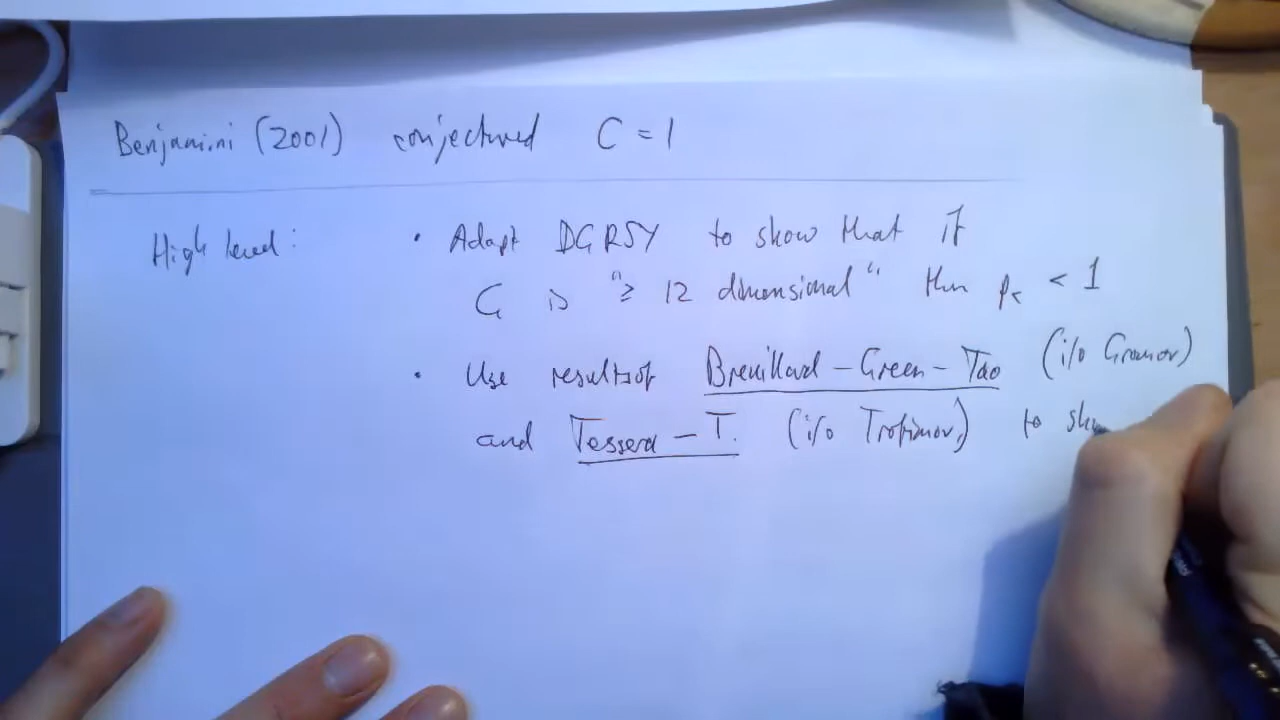 Benjamini (2001) conjectured C = 1
High level: • Adapt DGRSY to show that if
G is "≥ 12 dimensional" then pc < 1
• Use results of Breuillard – Green – Tao (i/o Gromov)
and Tessera – T. (i/o Trofimov) to show